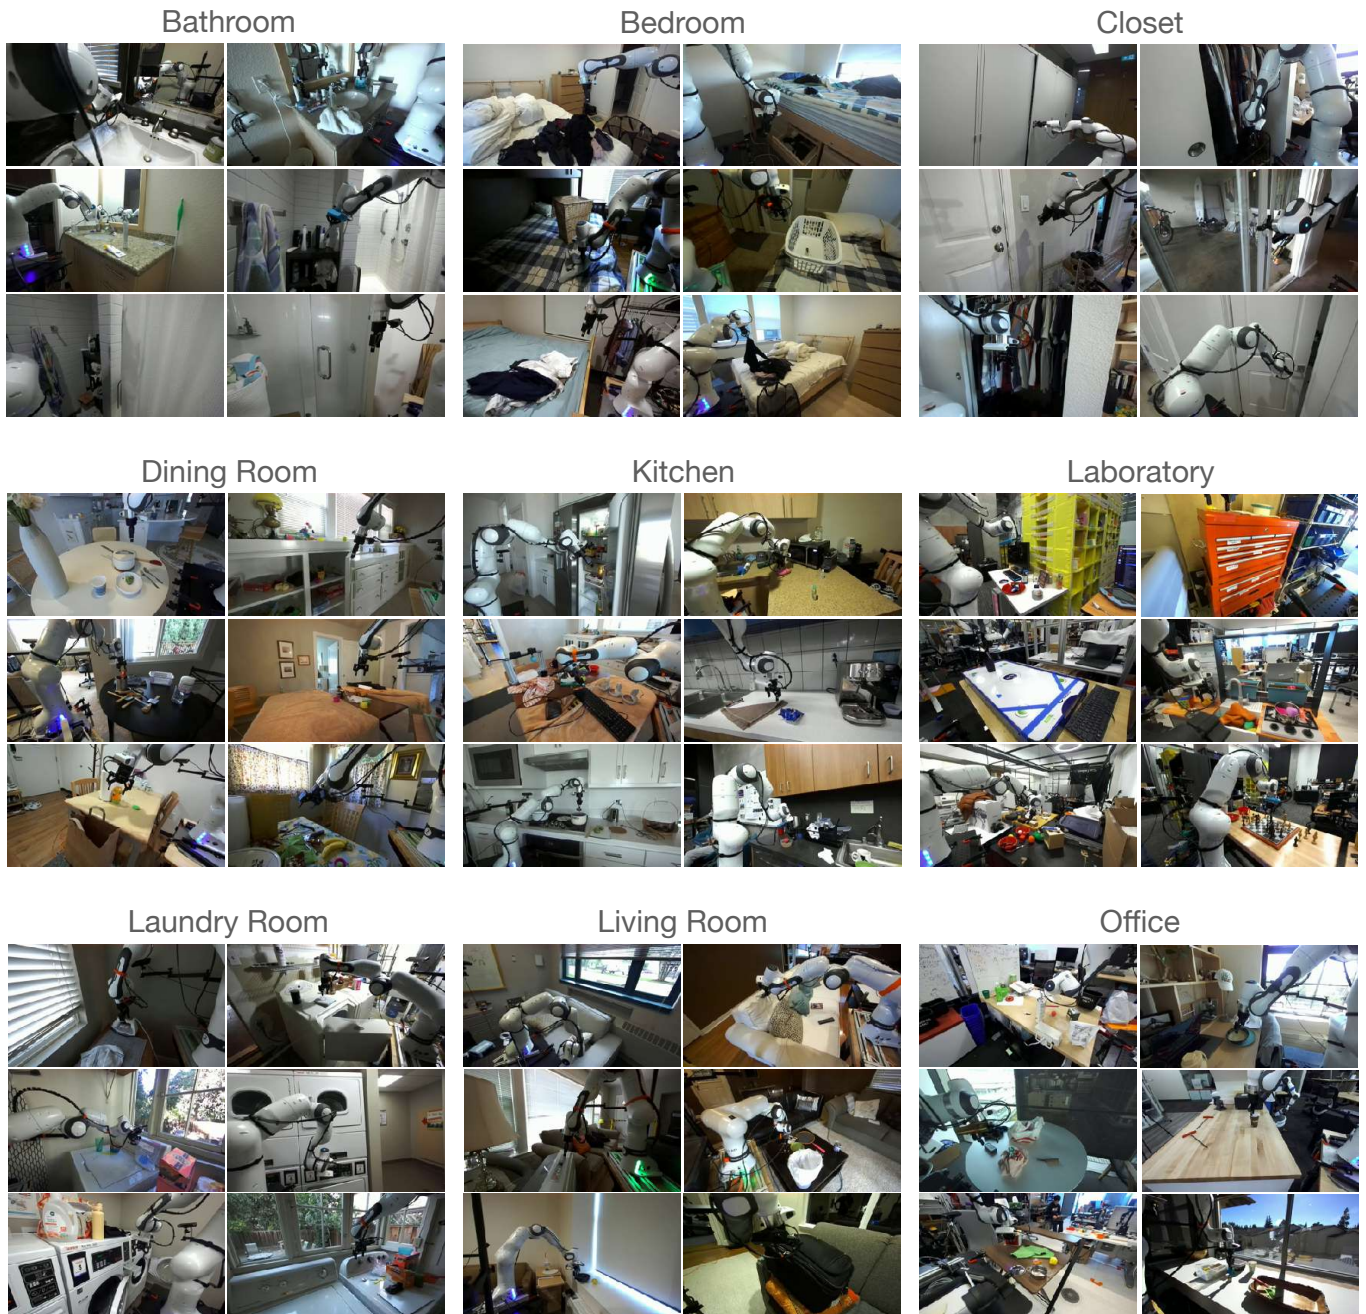 Bathroom
Bedroom
Closet
Dining Room
Kitchen
Laboratory
Laundry Room
Living Room
Office